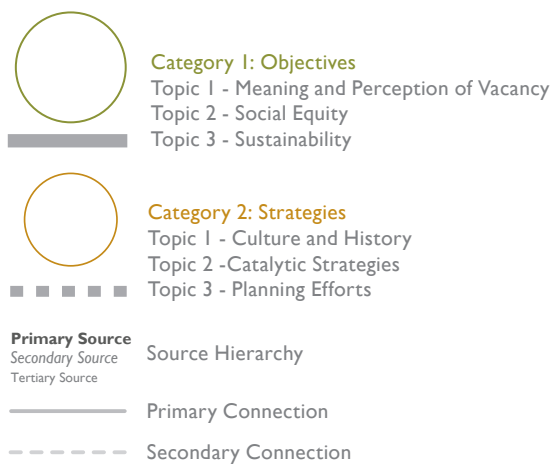 Category 1: Objectives
Topic 1 - Meaning and Perception of Vacancy
Topic 2 - Social Equity
Topic 3 - Sustainability
Category 2: Strategies
Topic 1 - Culture and History
Topic 2 -Catalytic Strategies
Topic 3 - Planning Efforts
Primary Source
Secondary Source
Tertiary Source
Source Hierarchy
Primary Connection
Secondary Connection